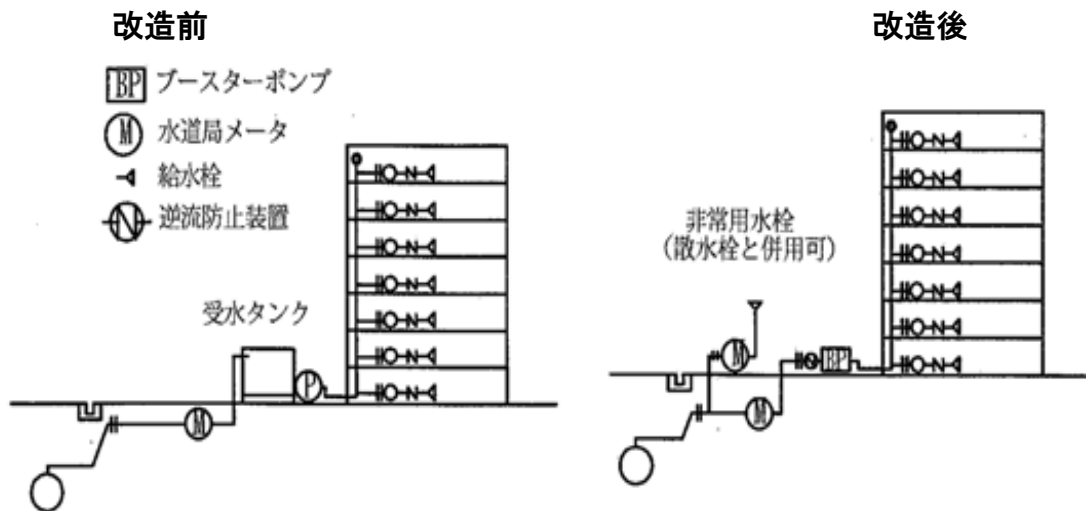 改造前
改造後
BP ブースターポンプ
M 水道局メータ
給水栓
N 逆流防止装置
受水タンク
P
M
非常用水栓
(散水栓と併用可)
M
BP
M